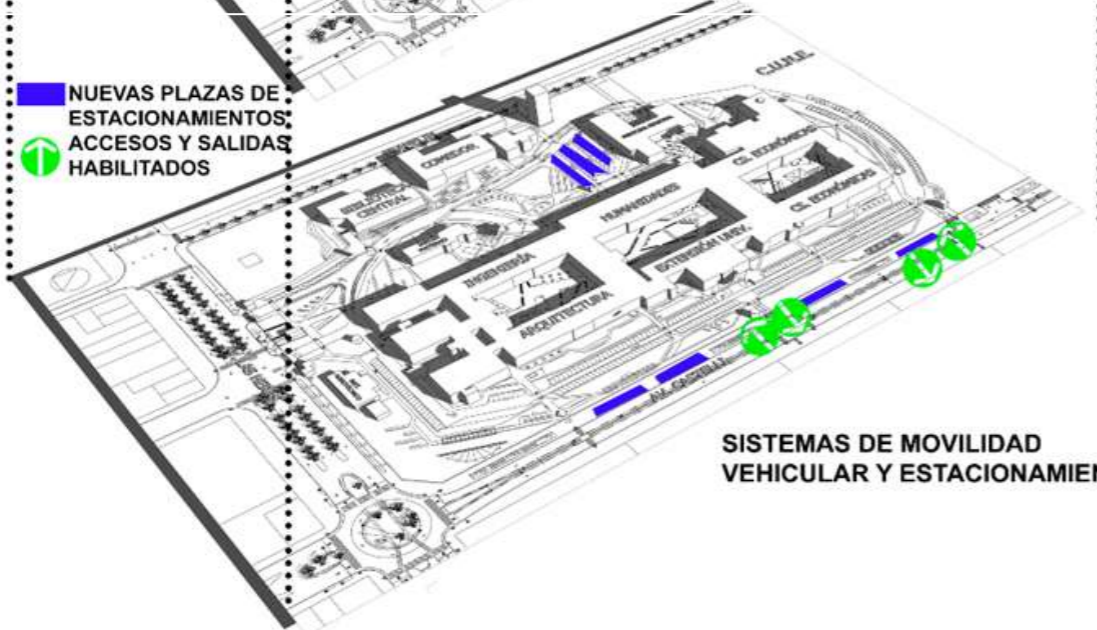 NUEVAS PLAZAS DE
ESTACIONAMIENTOS
ACCESOS Y SALIDAS
HABILITADOS
C.U.N.E.
COMEDOR
BIBLIOTECA
CENTRAL
CS. ECONÓMICAS
HUMANIDADES
CS. ECONÓMICAS
EXTENSIÓN UNIV.
INGENIERÍA
ARQUITECTURA
AV. CASTELLI
SISTEMAS DE MOVILIDAD
VEHICULAR Y ESTACIONAMIEN